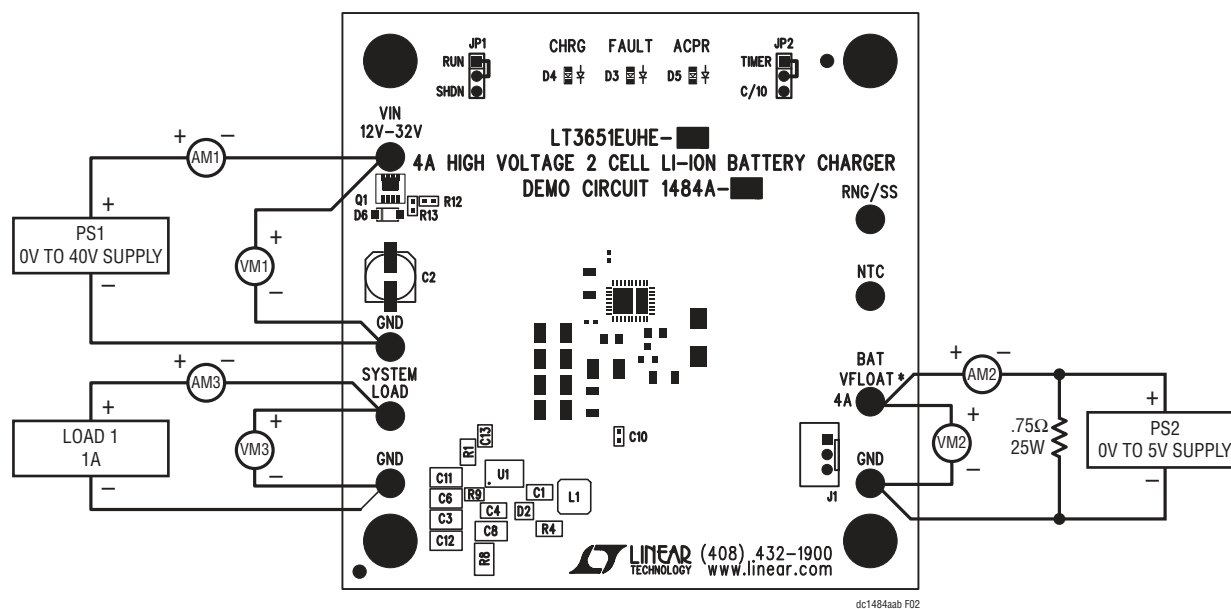 JP1
RUN
SHDN
CHRG
D4
FAULT
D3
ACPR
D5
JP2
TIMER
C/10
VIN
12V-32V
LT3651EUHE-
4A HIGH VOLTAGE 2 CELL LI-ION BATTERY CHARGER
DEMO CIRCUIT 1484A-
+ AM1 −
+
PS1
0V TO 40V SUPPLY
−
+
VM1
−
Q1
D6
R12
R13
C2
GND
RNG/SS
NTC
SYSTEM
LOAD
+ AM3 −
+
LOAD 1
1A
−
+
VM3
−
GND
BAT
VFLOAT *
4A
+ AM2 −
+
VM2
−
.75Ω
25W
+
PS2
0V TO 5V SUPPLY
−
GND
J1
C10
C13
R1
U1
C11
C6
R9
C1
L1
C3
C4
D2
C12
C8
R4
R8
LINEAR
TECHNOLOGY
(408) 432-1900
www.linear.com
dc1484aab F02